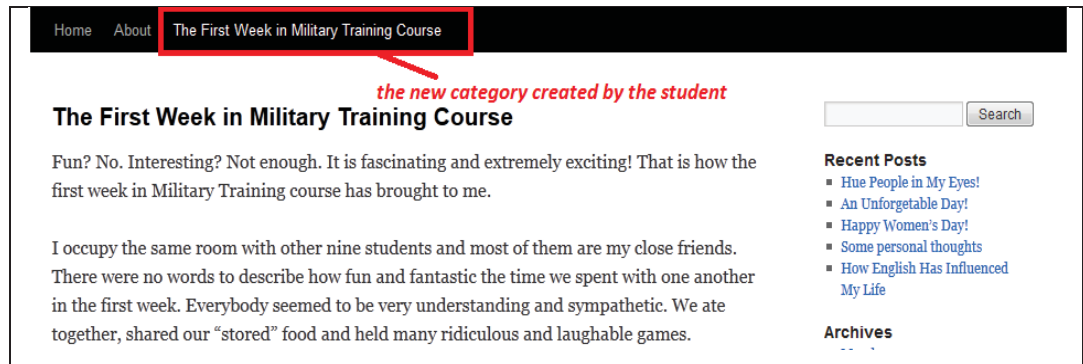 Home About The First Week in Military Training Course
the new category created by the student
The First Week in Military Training Course
Fun? No. Interesting? Not enough. It is fascinating and extremely exciting! That is how the
first week in Military Training course has brought to me.
I occupy the same room with other nine students and most of them are my close friends.
There were no words to describe how fun and fantastic the time we spent with one another
in the first week. Everybody seemed to be very understanding and sympathetic. We ate
together, shared our “stored” food and held many ridiculous and laughable games.
Search
Recent Posts
Hue People in My Eyes!
An Unforgetable Day!
Happy Women's Day!
Some personal thoughts
How English Has Influenced
My Life
Archives